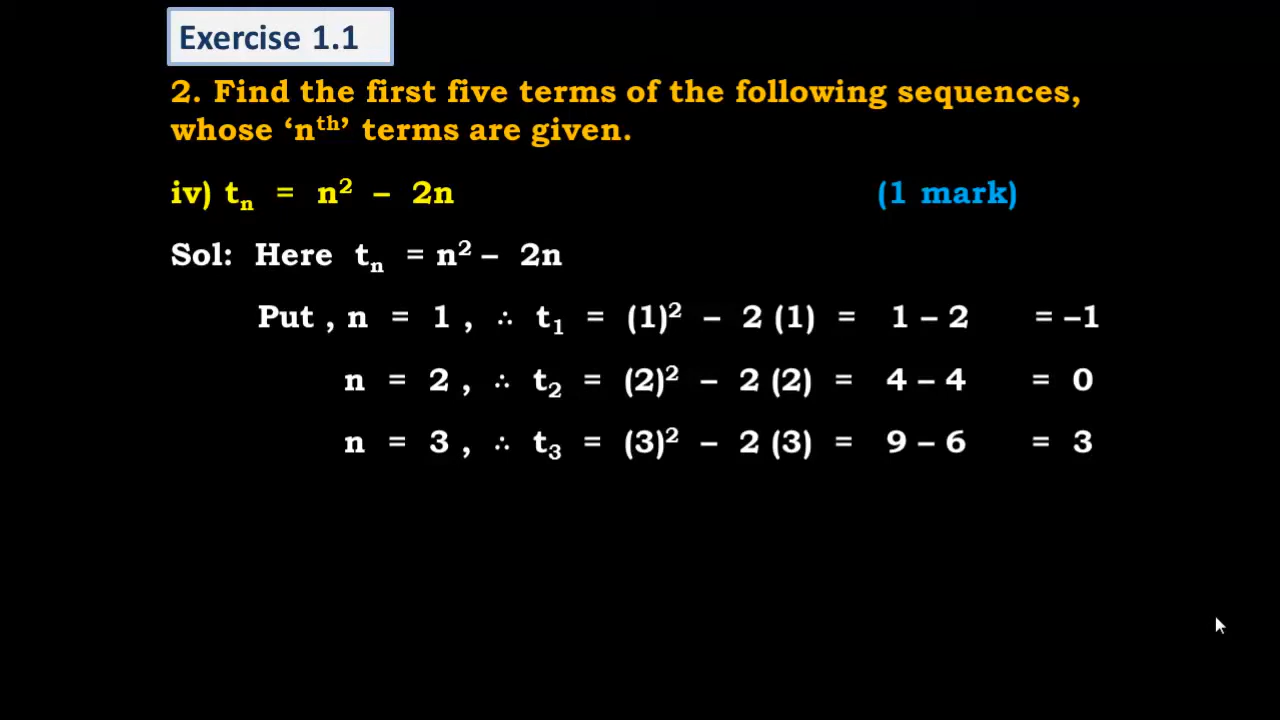 Exercise 1.1
2. Find the first five terms of the following sequences,
whose ‘nᵗʰ’ terms are given.
iv) tₙ = n² – 2n (1 mark)
Sol: Here tₙ = n² – 2n
Put , n = 1 , ∴ t₁ = (1)² – 2 (1) = 1 – 2 = –1
n = 2 , ∴ t₂ = (2)² – 2 (2) = 4 – 4 = 0
n = 3 , ∴ t₃ = (3)² – 2 (3) = 9 – 6 = 3